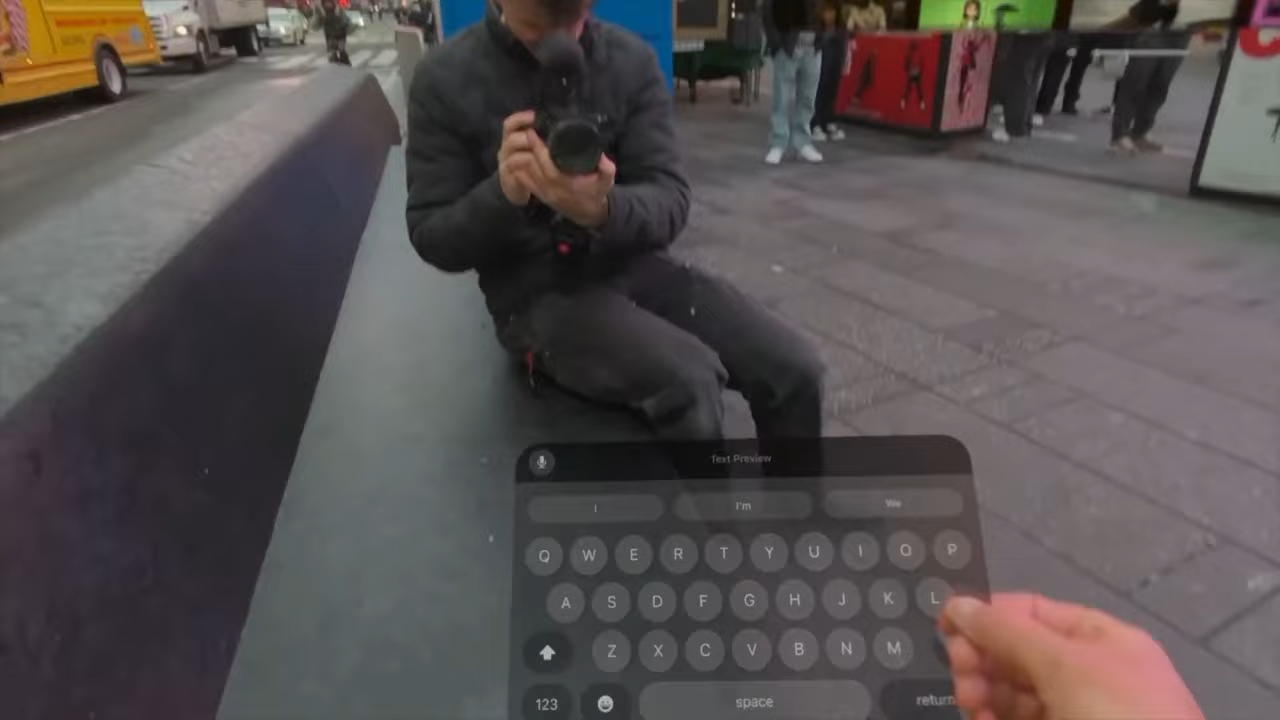 Text Preview
I I'm We
Q W E R T Y U I O P
A S D F G H J K L
Z X C V B N M
123 space return